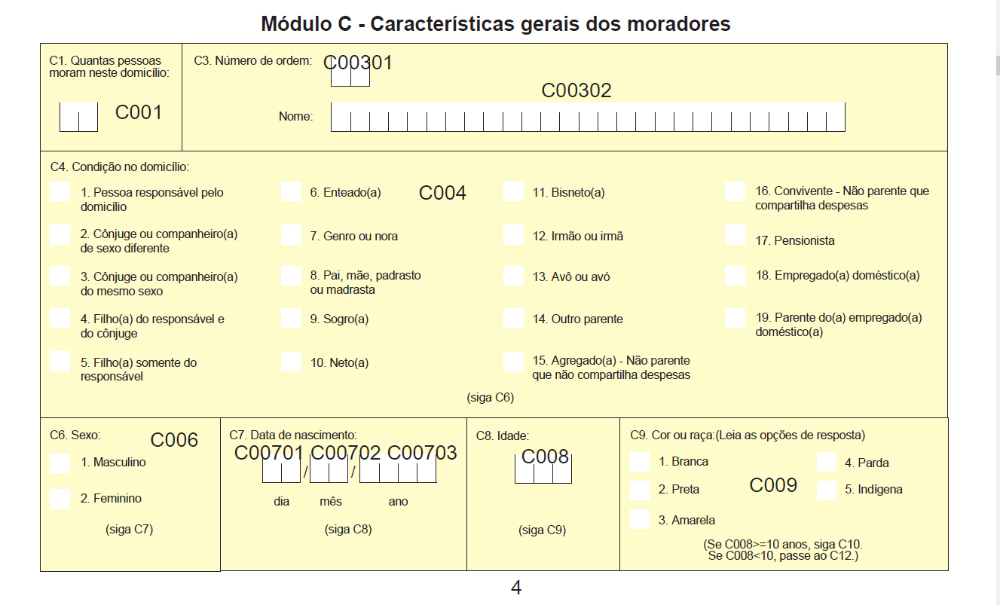 Módulo C - Características gerais dos moradores
C1. Quantas pessoas
moram neste domicílio:
C001
C3. Número de ordem:
C00301
C00302
Nome:
C4. Condição no domicílio:
1. Pessoa responsável pelo
domicílio
2. Cônjuge ou companheiro(a)
de sexo diferente
3. Cônjuge ou companheiro(a)
do mesmo sexo
4. Filho(a) do responsável e
do cônjuge
5. Filho(a) somente do
responsável
6. Enteado(a)
C004
7. Genro ou nora
8. Pai, mãe, padrasto
ou madrasta
9. Sogro(a)
10. Neto(a)
11. Bisneto(a)
12. Irmão ou irmã
13. Avô ou avó
14. Outro parente
15. Agregado(a) - Não parente
que não compartilha despesas
16. Convivente - Não parente que
compartilha despesas
17. Pensionista
18. Empregado(a) doméstico(a)
19. Parente do(a) empregado(a)
doméstico(a)
(siga C6)
C6. Sexo:
C006
1. Masculino
2. Feminino
(siga C7)
C7. Data de nascimento:
C00701 C00702 C00703
/ /
dia mês ano
(siga C8)
C8. Idade:
C008
(siga C9)
C9. Cor ou raça:(Leia as opções de resposta)
1. Branca
2. Preta
3. Amarela
C009
4. Parda
5. Indígena
(Se C008>=10 anos, siga C10.
Se C008<10, passe ao C12.)
4